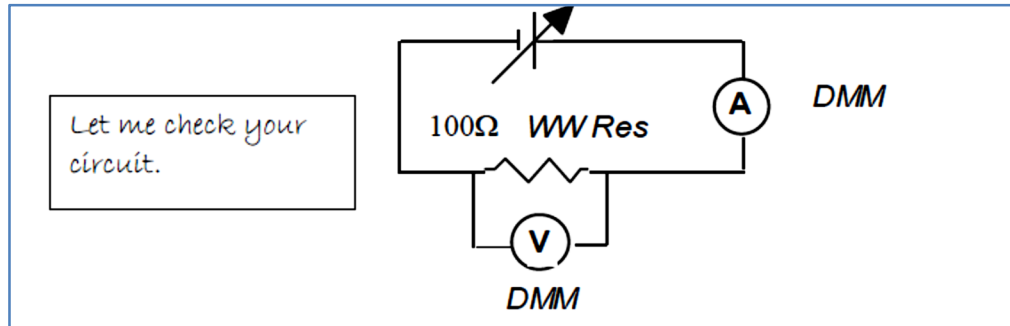 Let me check your
circuit.
100Ω WW Res
A
DMM
V
DMM